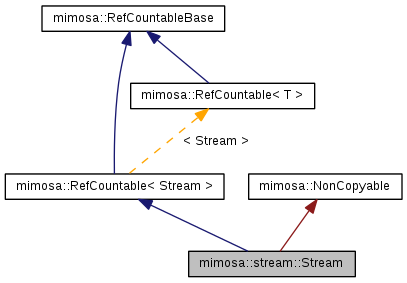 mimosa::RefCountableBase
mimosa::RefCountable< T >
< Stream >
mimosa::RefCountable< Stream >
mimosa::NonCopyable
mimosa::stream::Stream